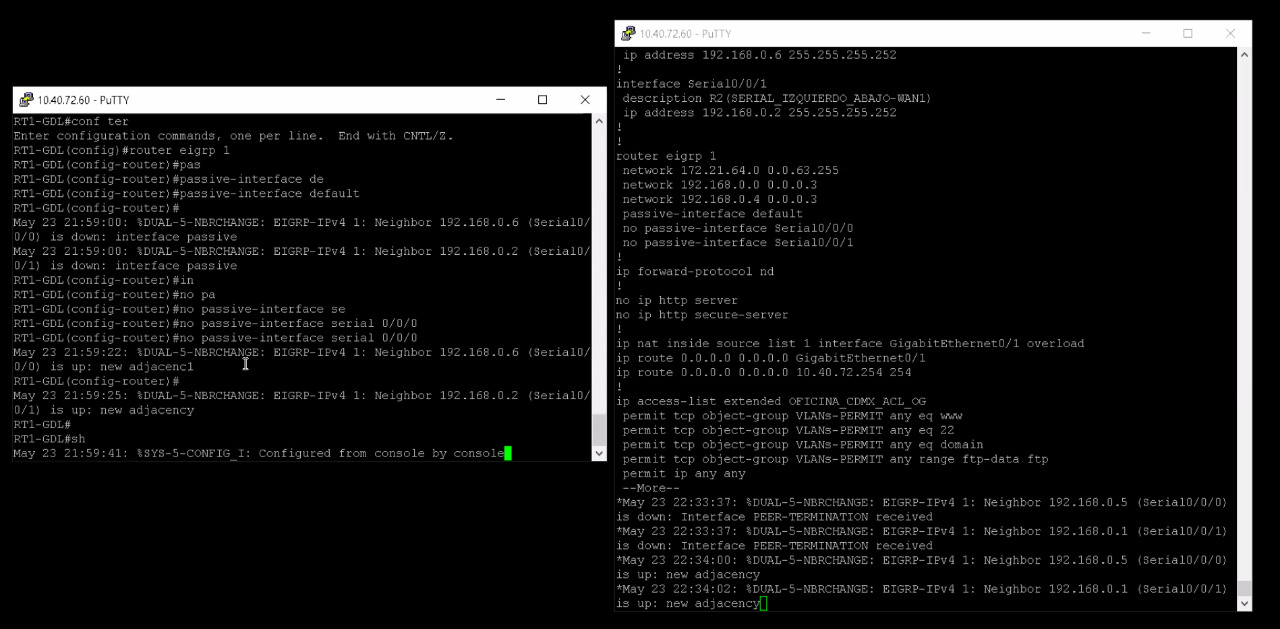 10.40.72.60 - PuTTY
RT1-GDL#conf ter
Enter configuration commands, one per line.  End with CNTL/Z.
RT1-GDL(config)#router eigrp 1
RT1-GDL(config-router)#pas
RT1-GDL(config-router)#passive-interface de
RT1-GDL(config-router)#passive-interface default
RT1-GDL(config-router)#
May 23 21:59:00: %DUAL-5-NBRCHANGE: EIGRP-IPv4 1: Neighbor 192.168.0.6 (Serial0/
0/0) is down: interface passive
May 23 21:59:00: %DUAL-5-NBRCHANGE: EIGRP-IPv4 1: Neighbor 192.168.0.2 (Serial0/
0/1) is down: interface passive
RT1-GDL(config-router)#in
RT1-GDL(config-router)#no pa
RT1-GDL(config-router)#no passive-interface se
RT1-GDL(config-router)#no passive-interface serial 0/0/0
RT1-GDL(config-router)#no passive-interface serial 0/0/0
May 23 21:59:22: %DUAL-5-NBRCHANGE: EIGRP-IPv4 1: Neighbor 192.168.0.6 (Serial0/
0/0) is up: new adjacenc1
RT1-GDL(config-router)#
May 23 21:59:25: %DUAL-5-NBRCHANGE: EIGRP-IPv4 1: Neighbor 192.168.0.2 (Serial0/
0/1) is up: new adjacency
RT1-GDL#
RT1-GDL#sh
May 23 21:59:41: %SYS-5-CONFIG_I: Configured from console by console
10.40.72.60 - PuTTY
ip address 192.168.0.6 255.255.255.252
!
interface Serial0/0/1
description R2(SERIAL_IZQUIERDO_ABAJO-WAN1)
ip address 192.168.0.2 255.255.255.252
!
!
router eigrp 1
network 172.21.64.0 0.0.63.255
network 192.168.0.0 0.0.0.3
network 192.168.0.4 0.0.0.3
passive-interface default
no passive-interface Serial0/0/0
no passive-interface Serial0/0/1
!
ip forward-protocol nd
!
no ip http server
no ip http secure-server
!
ip nat inside source list 1 interface GigabitEthernet0/1 overload
ip route 0.0.0.0 0.0.0.0 GigabitEthernet0/1
ip route 0.0.0.0 0.0.0.0 10.40.72.254 254
!
ip access-list extended OFICINA_CDMX_ACL_OG
permit tcp object-group VLANs-PERMIT any eq www
permit tcp object-group VLANs-PERMIT any eq 22
permit tcp object-group VLANs-PERMIT any eq domain
permit tcp object-group VLANs-PERMIT any range ftp-data ftp
permit ip any any
--More--
*May 23 22:33:37: %DUAL-5-NBRCHANGE: EIGRP-IPv4 1: Neighbor 192.168.0.5 (Serial0/0/0)
is down: Interface PEER-TERMINATION received
*May 23 22:33:37: %DUAL-5-NBRCHANGE: EIGRP-IPv4 1: Neighbor 192.168.0.1 (Serial0/0/1)
is down: Interface PEER-TERMINATION received
*May 23 22:34:00: %DUAL-5-NBRCHANGE: EIGRP-IPv4 1: Neighbor 192.168.0.5 (Serial0/0/0)
is up: new adjacency
*May 23 22:34:02: %DUAL-5-NBRCHANGE: EIGRP-IPv4 1: Neighbor 192.168.0.1 (Serial0/0/1)
is up: new adjacency